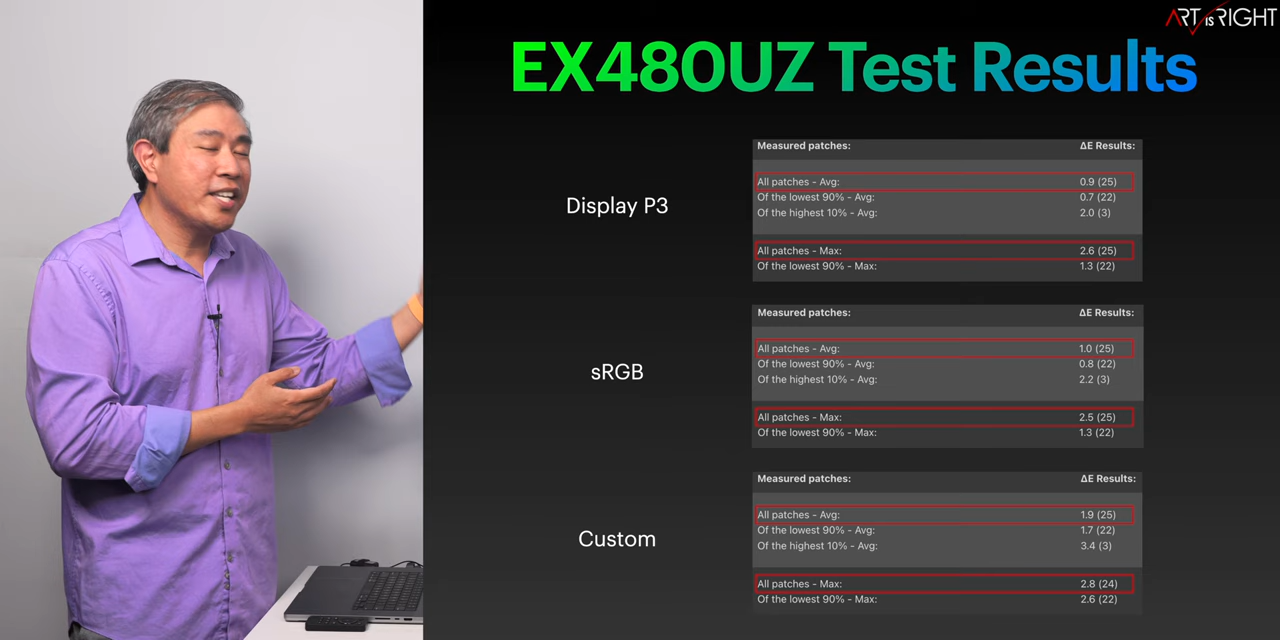 ART IS RIGHT
EX480UZ Test Results
Display P3
Measured patches: ΔE Results:
All patches - Avg: 0.9 (25)
Of the lowest 90% - Avg: 0.7 (22)
Of the highest 10% - Avg: 2.0 (3)
All patches - Max: 2.6 (25)
Of the lowest 90% - Max: 1.3 (22)
sRGB
Measured patches: ΔE Results:
All patches - Avg: 1.0 (25)
Of the lowest 90% - Avg: 0.8 (22)
Of the highest 10% - Avg: 2.2 (3)
All patches - Max: 2.5 (25)
Of the lowest 90% - Max: 1.3 (22)
Custom
Measured patches: ΔE Results:
All patches - Avg: 1.9 (25)
Of the lowest 90% - Avg: 1.7 (22)
Of the highest 10% - Avg: 3.4 (3)
All patches - Max: 2.8 (24)
Of the lowest 90% - Max: 2.6 (22)